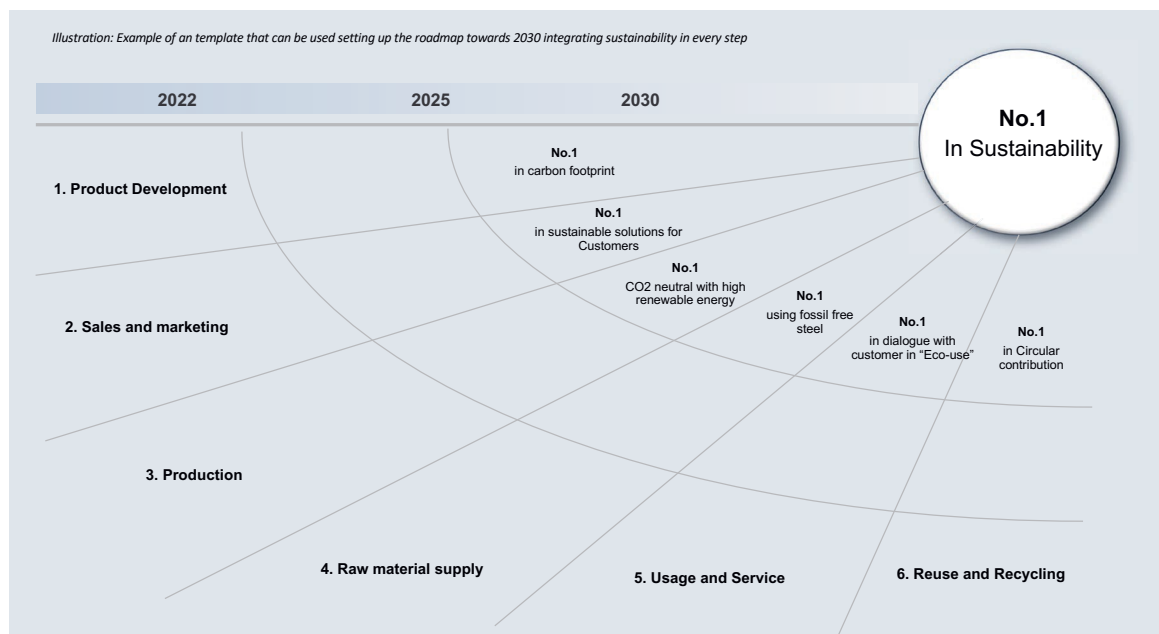 Illustration: Example of an template that can be used setting up the roadmap towards 2030 integrating sustainability in every step
2022
2025
2030
No.1
In Sustainability
1. Product Development
No.1
in carbon footprint
No.1
in sustainable solutions for
Customers
2. Sales and marketing
No.1
CO2 neutral with high
renewable energy
3. Production
No.1
using fossil free
steel
4. Raw material supply
No.1
in dialogue with
customer in “Eco-use”
5. Usage and Service
No.1
in Circular
contribution
6. Reuse and Recycling